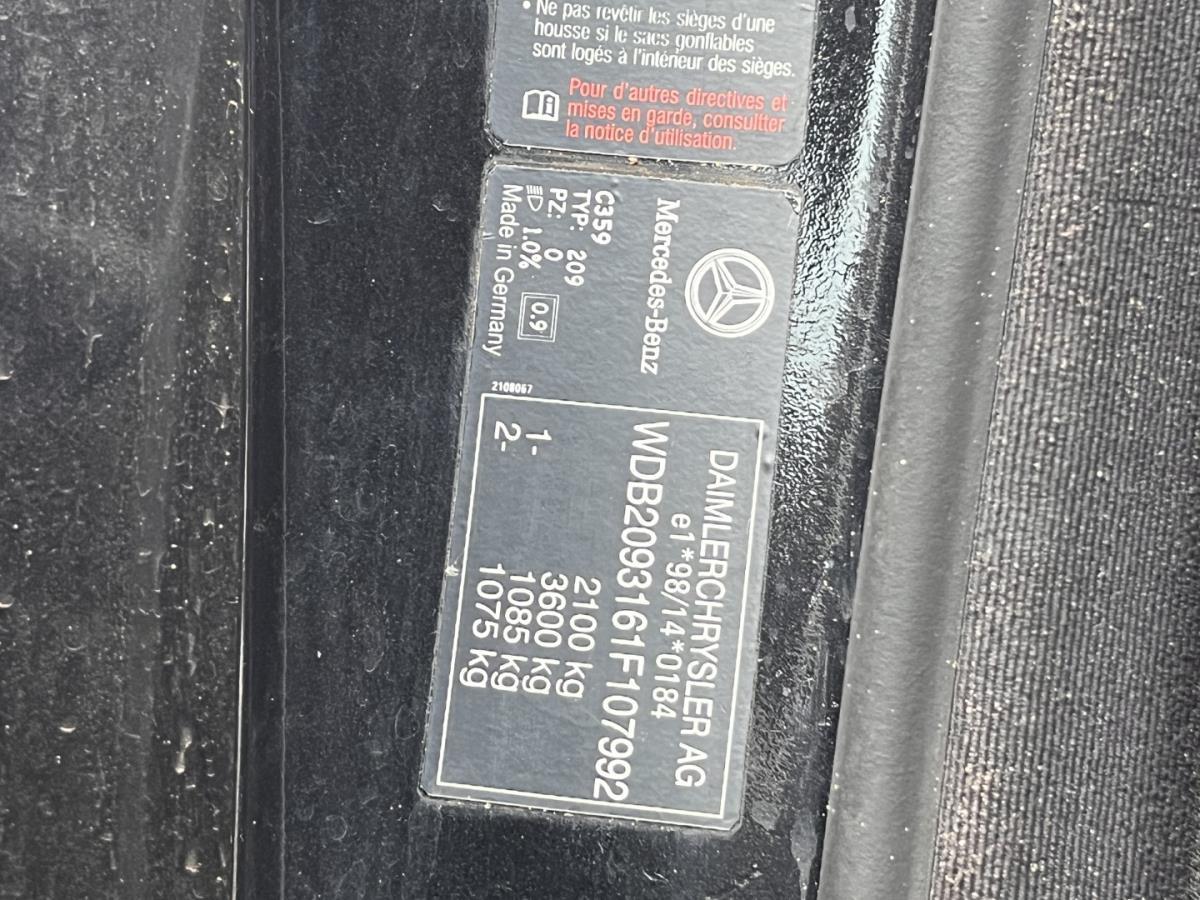 • Ne pas revêtir les sièges d'une
housse si le sacs gonflables
sont logés à l'intérieur des sièges.
Pour d'autres directives et
mises en garde, consultter
la notice d'utilisation.
Mercedes-Benz
C359
TYP: 209
PZ: 0
1.0% 0.9
Made in Germany
2108067
DAIMLERCHRYSLER AG
e1*98/14*0184
WDB2093161F107992
2100 kg
3600 kg
1- 1085 kg
2- 1075 kg